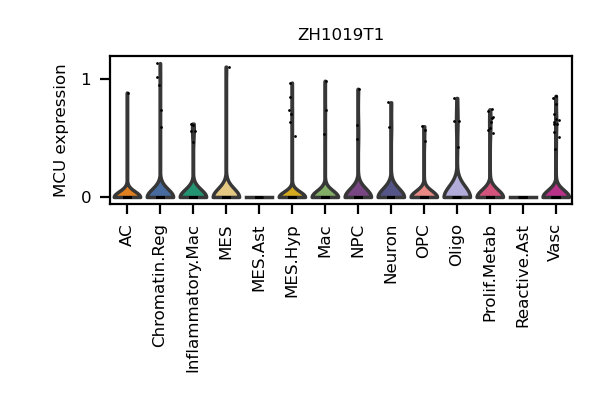 ZH1019T1
MCU expression
1
0
AC
Chromatin.Reg
Inflammatory.Mac
MES
MES.Ast
MES.Hyp
Mac
NPC
Neuron
OPC
Oligo
Prolif.Metab
Reactive.Ast
Vasc